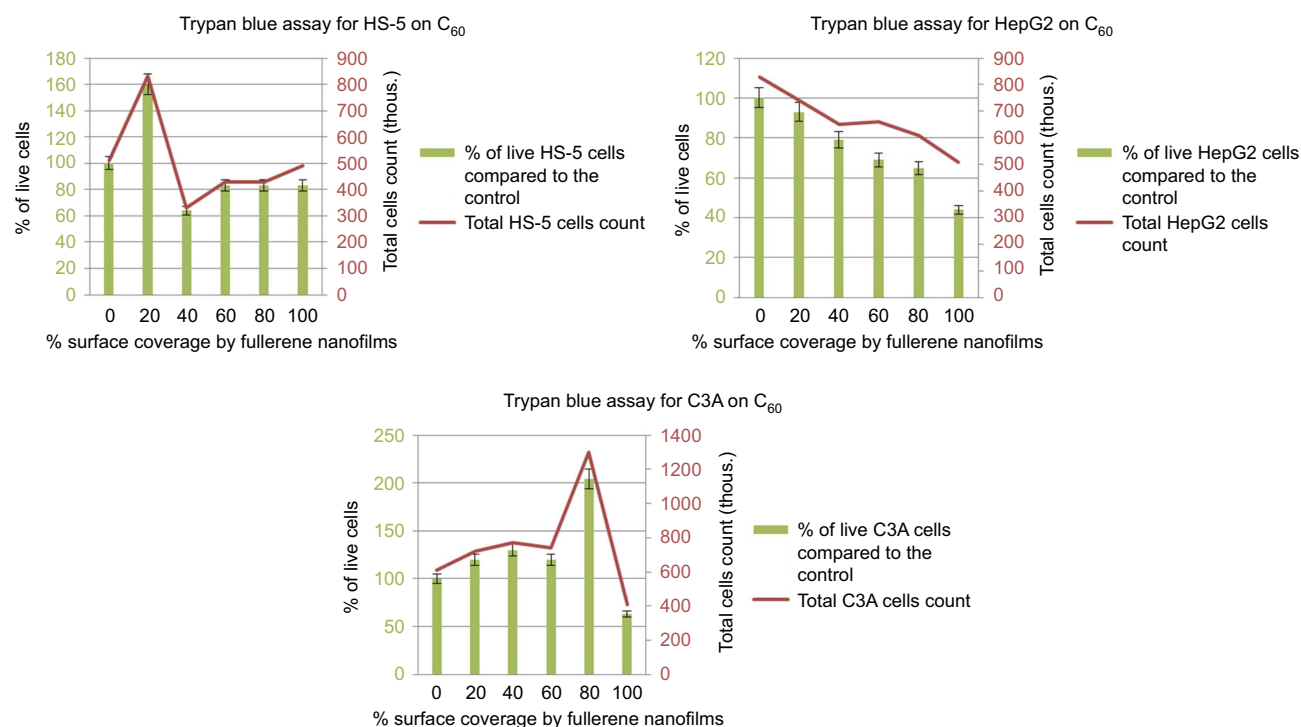 Trypan blue assay for HS-5 on C₆₀
180
160
140
120
100
80
60
40
20
0
% of live cells
900
800
700
600
500
400
300
200
100
0
Total cells count (thous.)
0 20 40 60 80 100
% surface coverage by fullerene nanofilms
% of live HS-5 cells
compared to the
control
Total HS-5 cells count
Trypan blue assay for HepG2 on C₆₀
120
100
80
60
40
20
0
% of live cells
900
800
700
600
500
400
300
200
100
0
Total cells count (thous.)
0 20 40 60 80 100
% surface coverage by fullerene nanofilms
% of live HepG2 cells
compared to the
control
Total HepG2 cells
count
Trypan blue assay for C3A on C₆₀
250
200
150
100
50
0
% of live cells
1400
1200
1000
800
600
400
200
0
Total cells count (thous.)
0 20 40 60 80 100
% surface coverage by fullerene nanofilms
% of live C3A cells
compared to the
control
Total C3A cells count